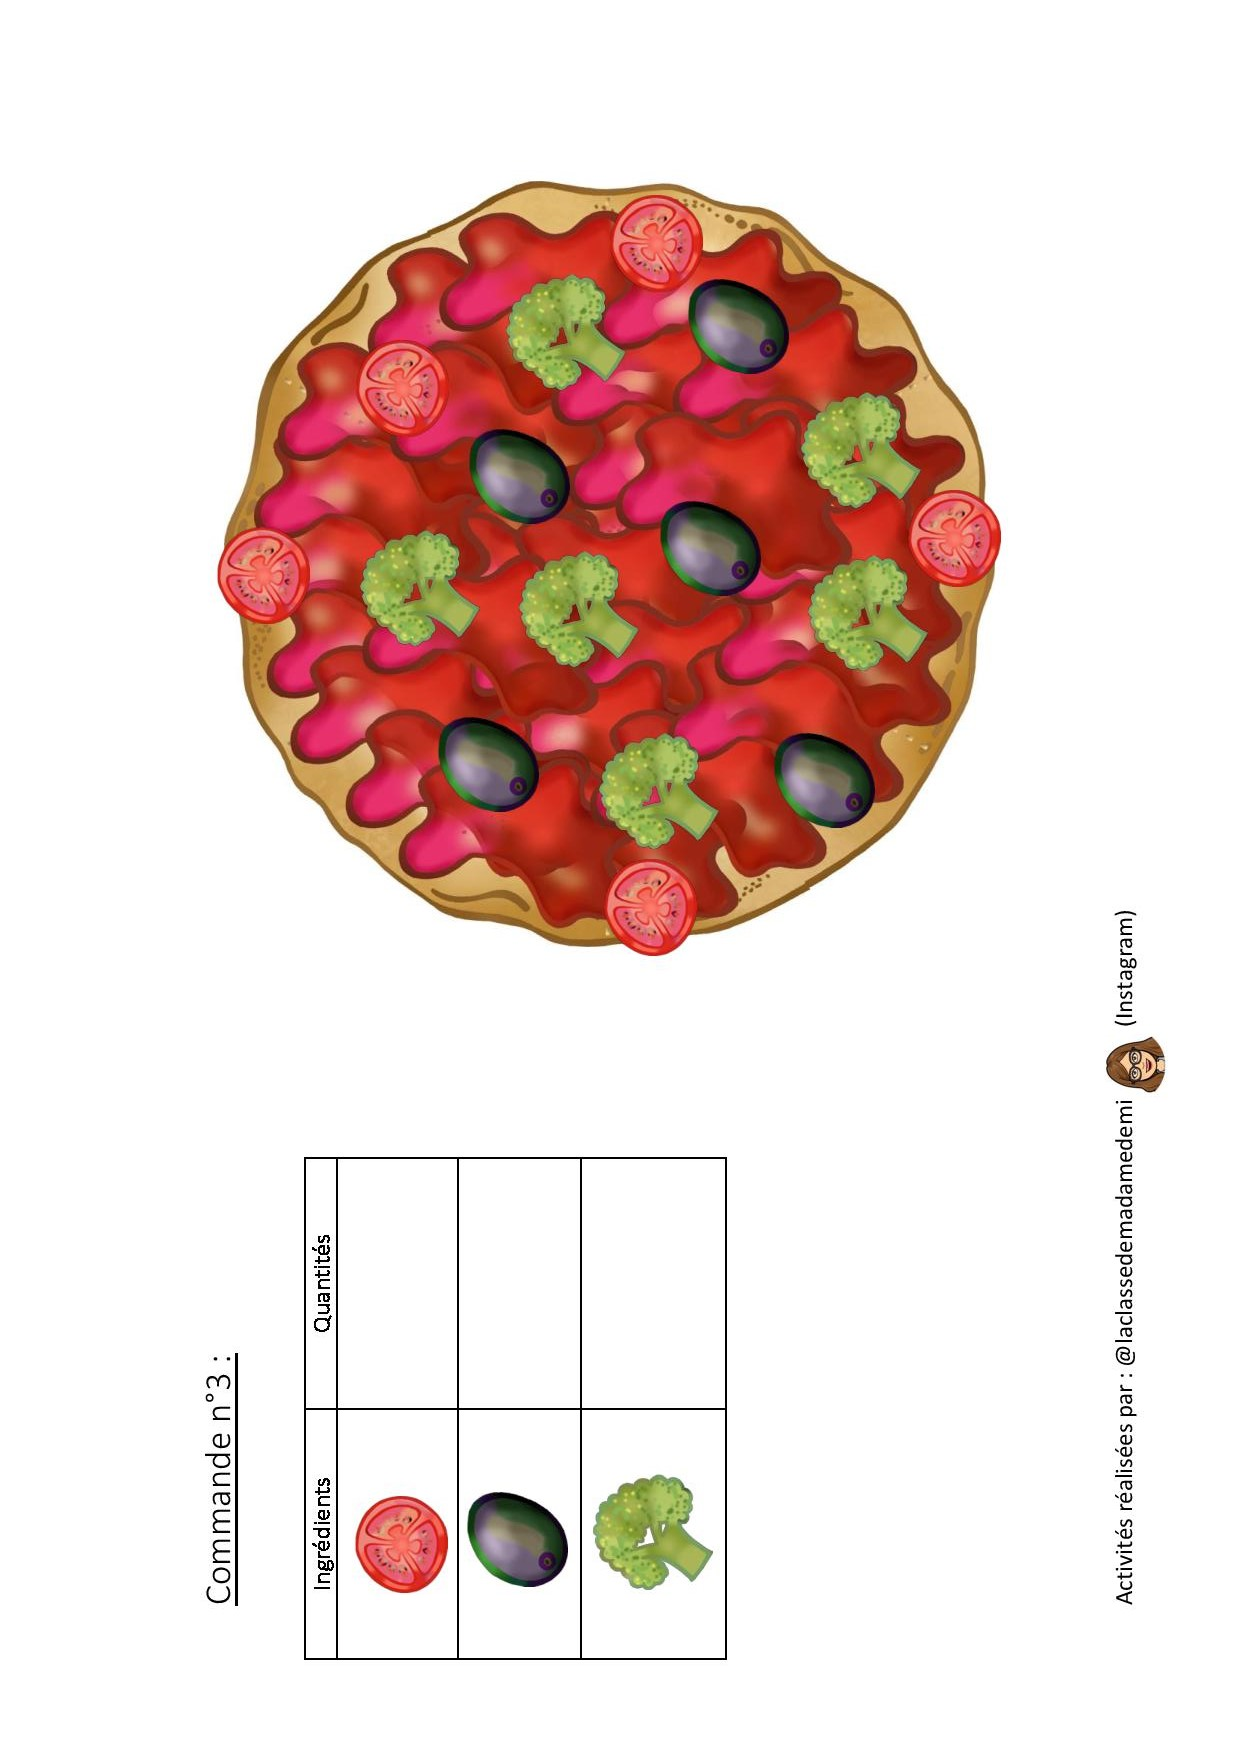 Commande n°3 :
Ingrédients Quantités
Activités réalisées par : @laclassedemadamedemi (Instagram)